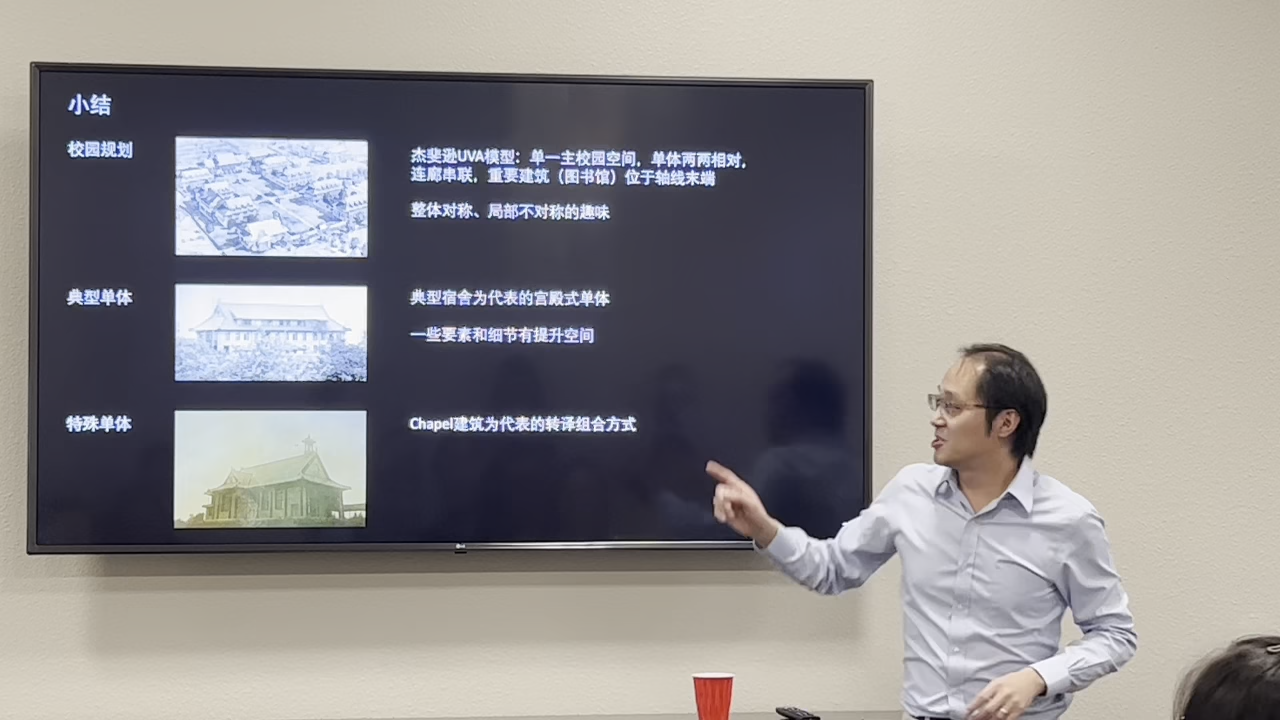 小结
校园规划
杰斐逊UVA模型：单一主校园空间，单体两两相对，
连廊串联，重要建筑（图书馆）位于轴线末端
整体对称、局部不对称的趣味
典型单体
典型宿舍为代表的宫殿式单体
一些要素和细节有提升空间
特殊单体
Chapel建筑为代表的转译组合方式
LG